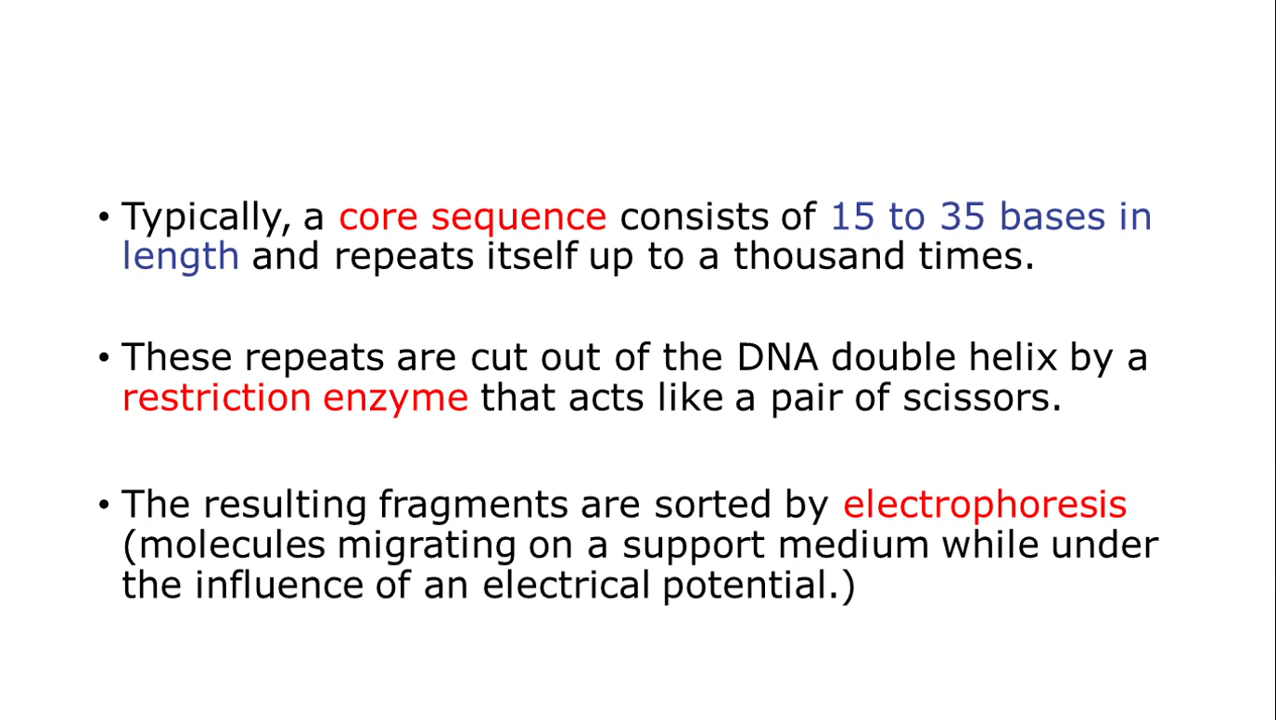 • Typically, a core sequence consists of 15 to 35 bases in
length and repeats itself up to a thousand times.
• These repeats are cut out of the DNA double helix by a
restriction enzyme that acts like a pair of scissors.
• The resulting fragments are sorted by electrophoresis
(molecules migrating on a support medium while under
the influence of an electrical potential.)